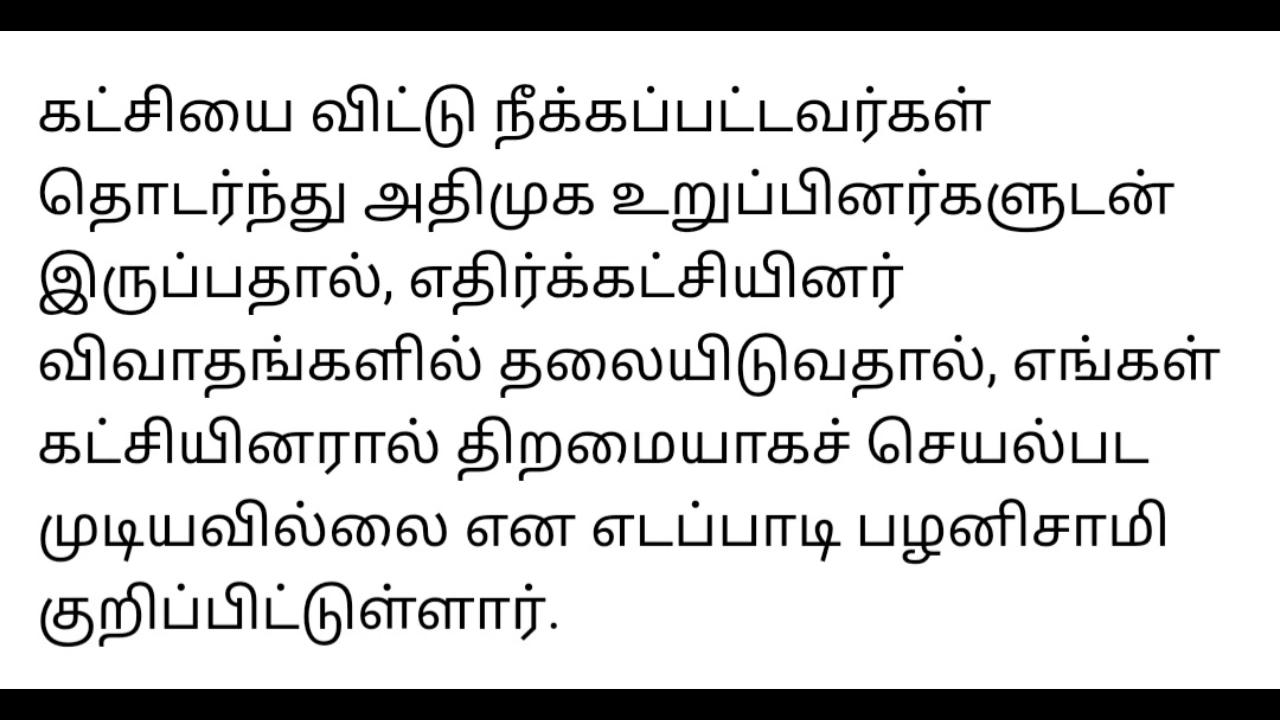 கட்சியை விட்டு நீக்கப்பட்டவர்கள்
தொடர்ந்து அதிமுக உறுப்பினர்களுடன்
இருப்பதால், எதிர்க்கட்சியினர்
விவாதங்களில் தலையிடுவதால், எங்கள்
கட்சியினரால் திறமையாகச் செயல்பட
முடியவில்லை என எடப்பாடி பழனிசாமி
குறிப்பிட்டுள்ளார்.